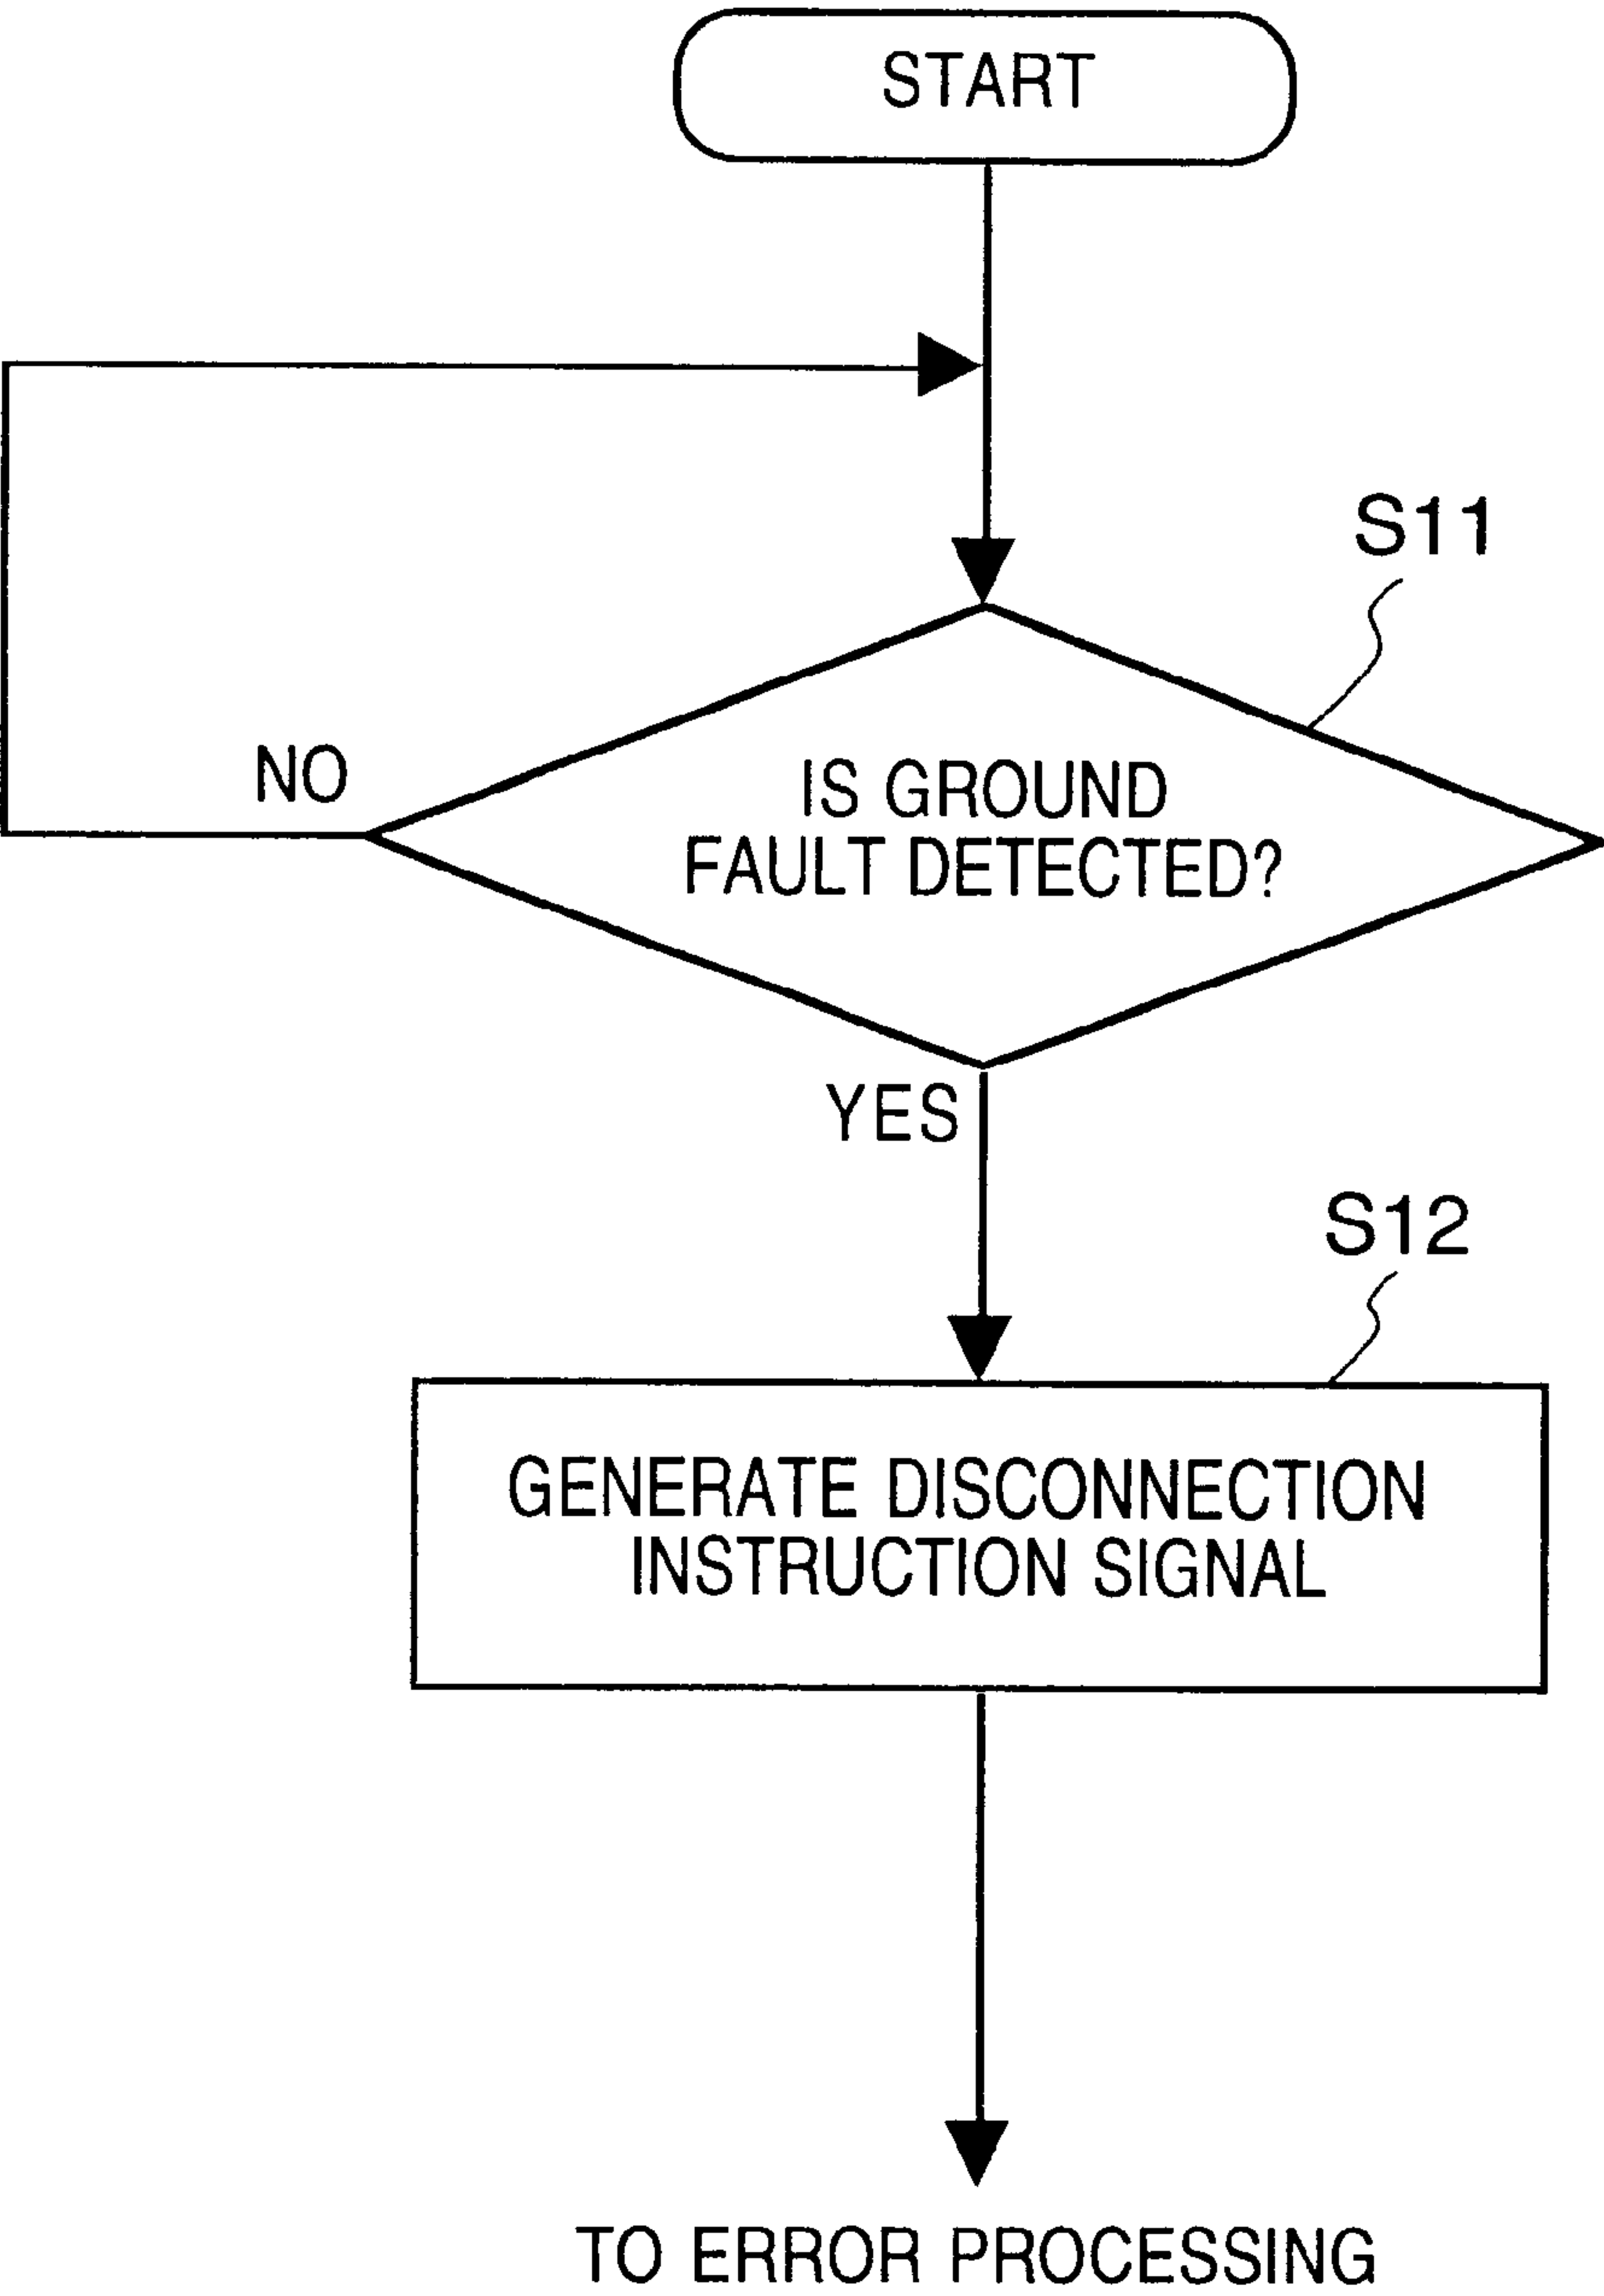 START
S11
NO
IS GROUND
FAULT DETECTED?
YES
S12
GENERATE DISCONNECTION
INSTRUCTION SIGNAL
TO ERROR PROCESSING